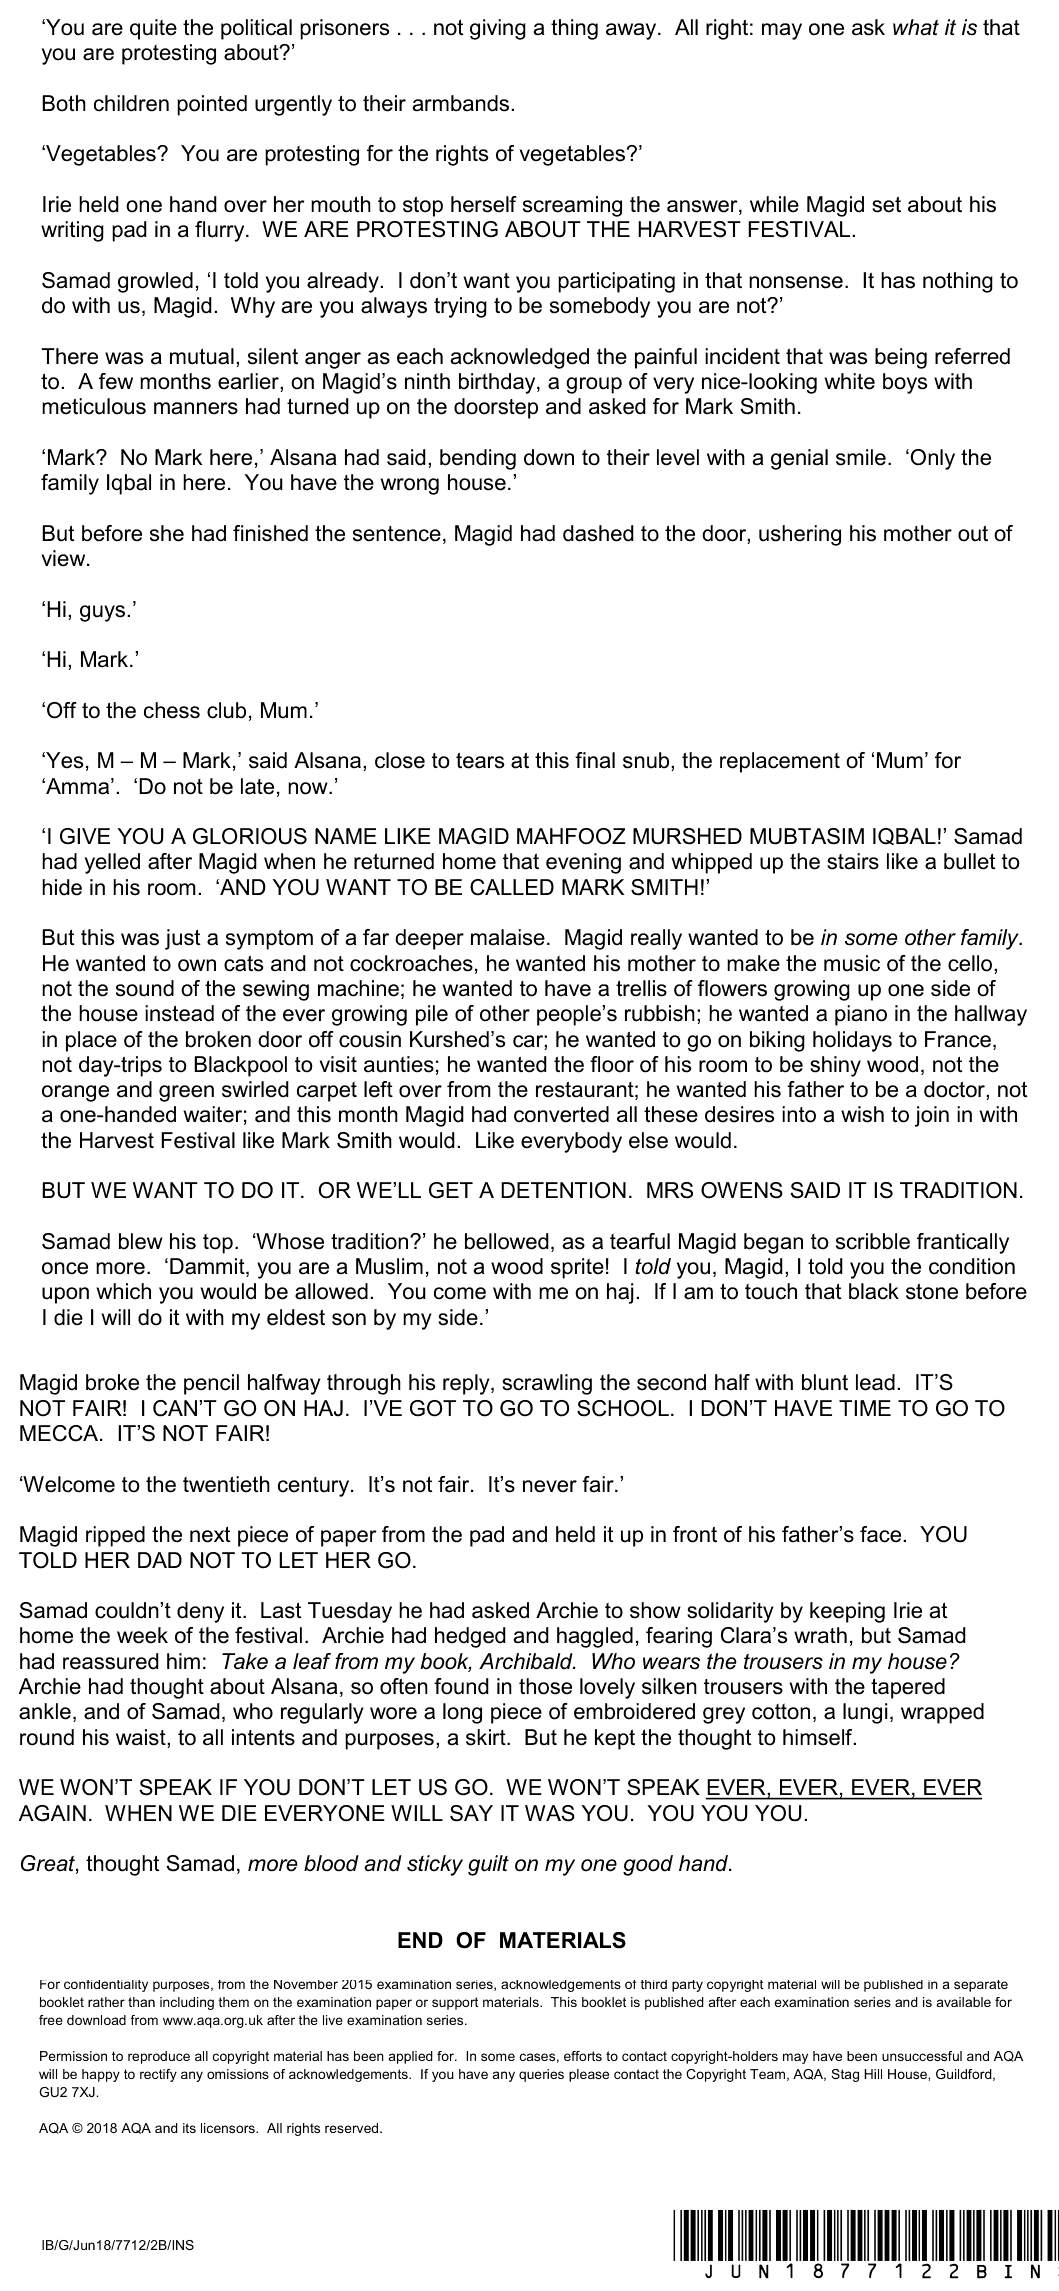 ‘You are quite the political prisoners . . . not giving a thing away.  All right: may one ask what it is that
you are protesting about?’
Both children pointed urgently to their armbands.
‘Vegetables?  You are protesting for the rights of vegetables?’
Irie held one hand over her mouth to stop herself screaming the answer, while Magid set about his
writing pad in a flurry.  WE ARE PROTESTING ABOUT THE HARVEST FESTIVAL.
Samad growled, ‘I told you already.  I don’t want you participating in that nonsense.  It has nothing to
do with us, Magid.  Why are you always trying to be somebody you are not?’
There was a mutual, silent anger as each acknowledged the painful incident that was being referred
to.  A few months earlier, on Magid’s ninth birthday, a group of very nice-looking white boys with
meticulous manners had turned up on the doorstep and asked for Mark Smith.
‘Mark?  No Mark here,’ Alsana had said, bending down to their level with a genial smile.  ‘Only the
family Iqbal in here.  You have the wrong house.’
But before she had finished the sentence, Magid had dashed to the door, ushering his mother out of
view.
‘Hi, guys.’
‘Hi, Mark.’
‘Off to the chess club, Mum.’
‘Yes, M – M – Mark,’ said Alsana, close to tears at this final snub, the replacement of ‘Mum’ for
‘Amma’.  ‘Do not be late, now.’
‘I GIVE YOU A GLORIOUS NAME LIKE MAGID MAHFOOZ MURSHED MUBTASIM IQBAL!’ Samad
had yelled after Magid when he returned home that evening and whipped up the stairs like a bullet to
hide in his room.  ‘AND YOU WANT TO BE CALLED MARK SMITH!’
But this was just a symptom of a far deeper malaise.  Magid really wanted to be in some other family.
He wanted to own cats and not cockroaches, he wanted his mother to make the music of the cello,
not the sound of the sewing machine; he wanted to have a trellis of flowers growing up one side of
the house instead of the ever growing pile of other people’s rubbish; he wanted a piano in the hallway
in place of the broken door off cousin Kurshed’s car; he wanted to go on biking holidays to France,
not day-trips to Blackpool to visit aunties; he wanted the floor of his room to be shiny wood, not the
orange and green swirled carpet left over from the restaurant; he wanted his father to be a doctor, not
a one-handed waiter; and this month Magid had converted all these desires into a wish to join in with
the Harvest Festival like Mark Smith would.  Like everybody else would.
BUT WE WANT TO DO IT.  OR WE’LL GET A DETENTION.  MRS OWENS SAID IT IS TRADITION.
Samad blew his top.  ‘Whose tradition?’ he bellowed, as a tearful Magid began to scribble frantically
once more.  ‘Dammit, you are a Muslim, not a wood sprite!  I told you, Magid, I told you the condition
upon which you would be allowed.  You come with me on haj.  If I am to touch that black stone before
I die I will do it with my eldest son by my side.’
Magid broke the pencil halfway through his reply, scrawling the second half with blunt lead.  IT’S
NOT FAIR!  I CAN’T GO ON HAJ.  I’VE GOT TO GO TO SCHOOL.  I DON’T HAVE TIME TO GO TO
MECCA.  IT’S NOT FAIR!
‘Welcome to the twentieth century.  It’s not fair.  It’s never fair.’
Magid ripped the next piece of paper from the pad and held it up in front of his father’s face.  YOU
TOLD HER DAD NOT TO LET HER GO.
Samad couldn’t deny it.  Last Tuesday he had asked Archie to show solidarity by keeping Irie at
home the week of the festival.  Archie had hedged and haggled, fearing Clara’s wrath, but Samad
had reassured him:  Take a leaf from my book, Archibald.  Who wears the trousers in my house?
Archie had thought about Alsana, so often found in those lovely silken trousers with the tapered
ankle, and of Samad, who regularly wore a long piece of embroidered grey cotton, a lungi, wrapped
round his waist, to all intents and purposes, a skirt.  But he kept the thought to himself.
WE WON’T SPEAK IF YOU DON’T LET US GO.  WE WON’T SPEAK EVER, EVER, EVER, EVER
AGAIN.  WHEN WE DIE EVERYONE WILL SAY IT WAS YOU.  YOU YOU YOU.
Great, thought Samad, more blood and sticky guilt on my one good hand.
END OF MATERIALS
For confidentiality purposes, from the November 2015 examination series, acknowledgements of third party copyright material will be published in a separate
booklet rather than including them on the examination paper or support materials.  This booklet is published after each examination series and is available for
free download from www.aqa.org.uk after the live examination series.
Permission to reproduce all copyright material has been applied for.  In some cases, efforts to contact copyright-holders may have been unsuccessful and AQA
will be happy to rectify any omissions of acknowledgements.  If you have any queries please contact the Copyright Team, AQA, Stag Hill House, Guildford,
GU2 7XJ.
AQA © 2018 AQA and its licensors.  All rights reserved.
IB/G/Jun18/7712/2B/INS
JUN1877122BIN